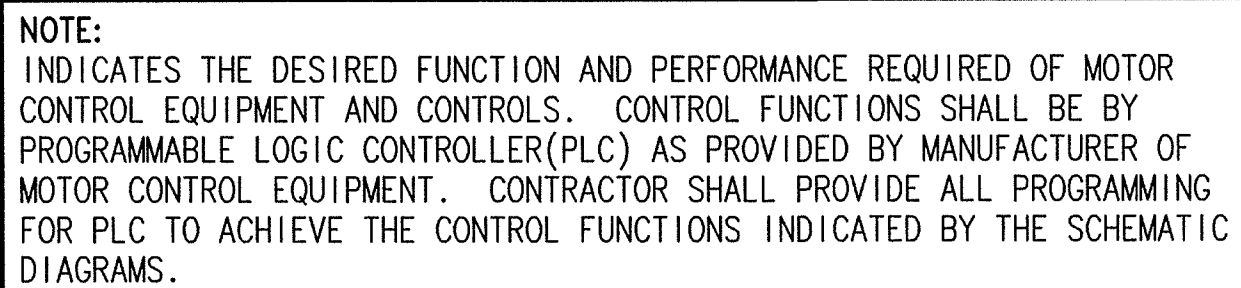 NOTE:
INDICATES THE DESIRED FUNCTION AND PERFORMANCE REQUIRED OF MOTOR
CONTROL EQUIPMENT AND CONTROLS.  CONTROL FUNCTIONS SHALL BE BY
PROGRAMMABLE LOGIC CONTROLLER(PLC) AS PROVIDED BY MANUFACTURER OF
MOTOR CONTROL EQUIPMENT.  CONTRACTOR SHALL PROVIDE ALL PROGRAMMING
FOR PLC TO ACHIEVE THE CONTROL FUNCTIONS INDICATED BY THE SCHEMATIC
DIAGRAMS.